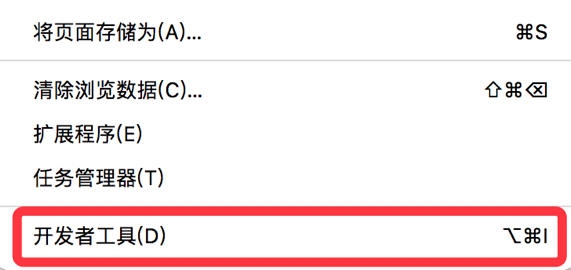 将页面存储为(A)... ⌘S
清除浏览数据(C)... ⇧⌘⌫
扩展程序(E)
任务管理器(T)
开发者工具(D) ⌥⌘I